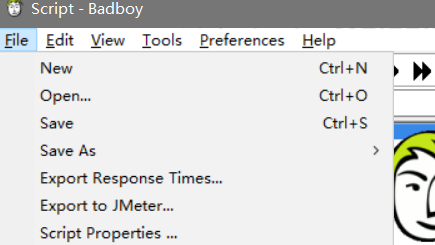 Script - Badboy
File Edit View Tools Preferences Help
New Ctrl+N
Open... Ctrl+O
Save Ctrl+S
Save As
Export Response Times...
Export to JMeter...
Script Properties ...